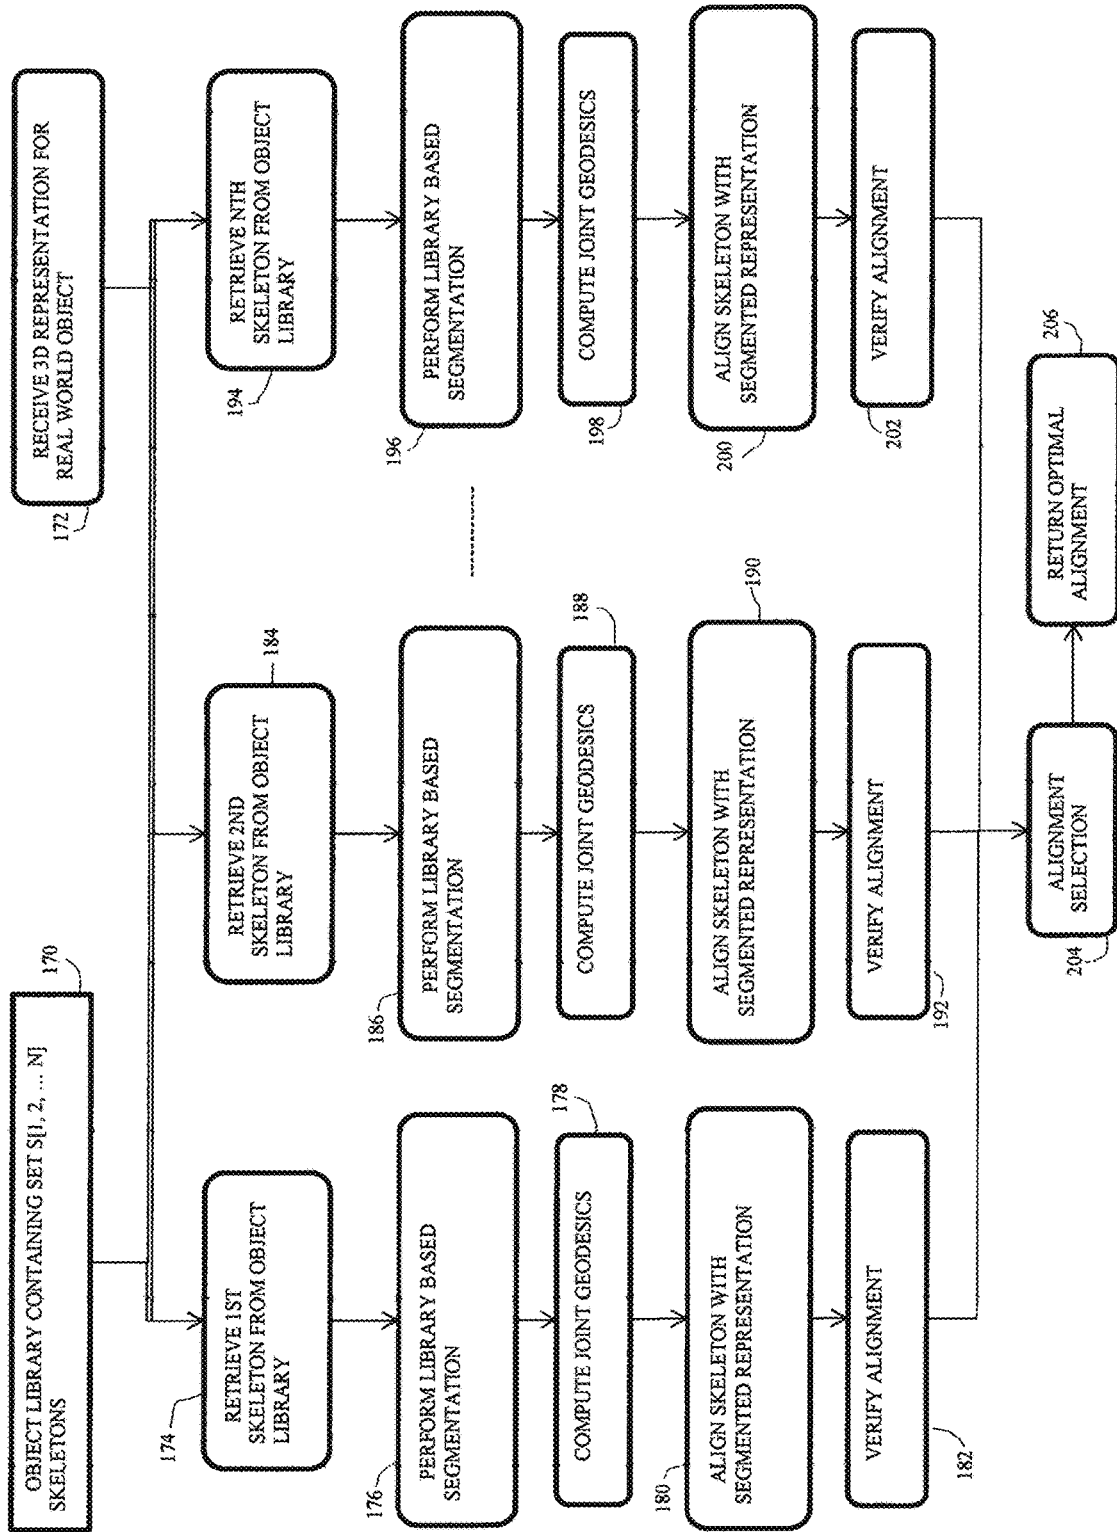 OBJECT LIBRARY CONTAINING SET S[1, 2, ... N]
SKELETONS
170
RECEIVE 3D REPRESENTATION FOR
REAL WORLD OBJECT
172
RETRIEVE 1ST
SKELETON FROM OBJECT
LIBRARY
174
RETRIEVE 2ND
SKELETON FROM OBJECT
LIBRARY
184
RETRIEVE NTH
SKELETON FROM OBJECT
LIBRARY
194
PERFORM LIBRARY BASED
SEGMENTATION
176
PERFORM LIBRARY BASED
SEGMENTATION
186
PERFORM LIBRARY BASED
SEGMENTATION
196
COMPUTE JOINT GEODESICS
178
COMPUTE JOINT GEODESICS
188
COMPUTE JOINT GEODESICS
198
ALIGN SKELETON WITH
SEGMENTED REPRESENTATION
180
ALIGN SKELETON WITH
SEGMENTED REPRESENTATION
190
ALIGN SKELETON WITH
SEGMENTED REPRESENTATION
200
VERIFY ALIGNMENT
182
VERIFY ALIGNMENT
192
VERIFY ALIGNMENT
202
ALIGNMENT
SELECTION
204
RETURN OPTIMAL
ALIGNMENT
206